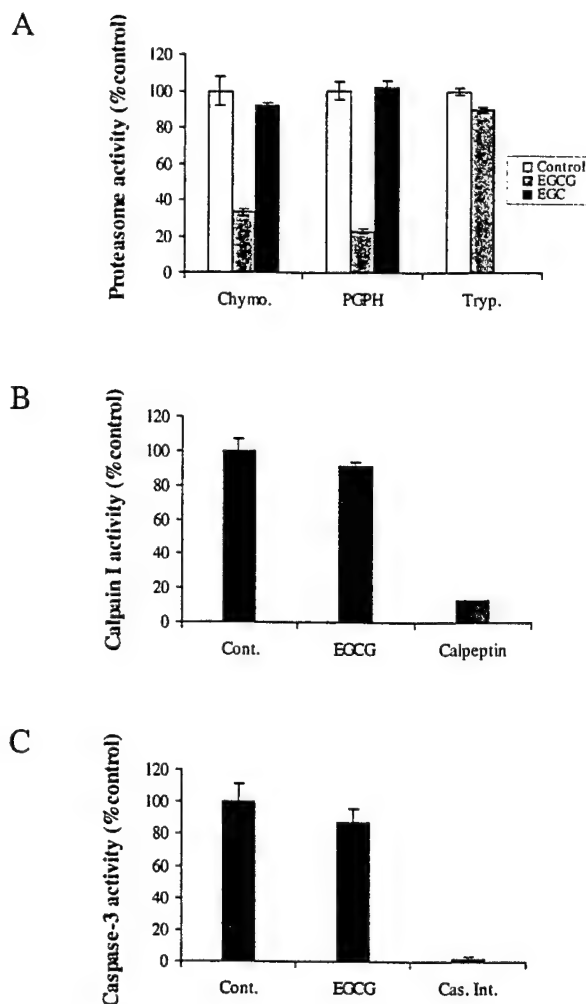 A
Proteasome activity (%control)
120
100
80
60
40
20
0
Chymo.
PGPH
Tryp.
Control
EGCG
EGC
B
Calpain I activity (%control)
120
100
80
60
40
20
0
Cont.
EGCG
Calpeptin
C
Caspase-3 activity (%control)
120
100
80
60
40
20
0
Cont.
EGCG
Cas. Int.